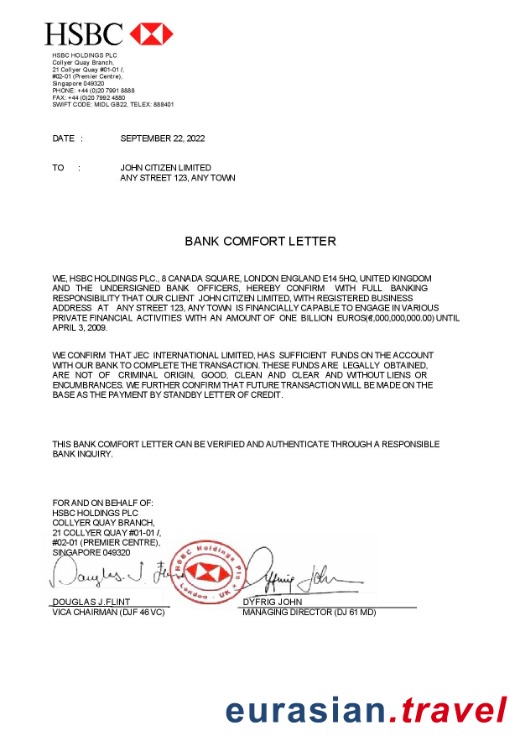 HSBC
HSBC HOLDINGS PLC
Collyer Quay Branch,
21 Collyer Quay #01-01 /,
#02-01 (Premier Centre),
Singapore 049320
PHONE: +44 (0)20 7991 8888
FAX: +44 (0)20 7992 4880
SWIFT CODE: MIDL GB22, TELEX: 888401
DATE : SEPTEMBER 22, 2022
TO : JOHN CITIZEN LIMITED
ANY STREET 123, ANY TOWN
BANK COMFORT LETTER
WE, HSBC HOLDINGS PLC., 8 CANADA SQUARE, LONDON ENGLAND E14 5HQ, UNITED KINGDOM
AND THE UNDERSIGNED BANK OFFICERS, HEREBY CONFIRM WITH FULL BANKING
RESPONSIBILITY THAT OUR CLIENT JOHN CITIZEN LIMITED, WITH REGISTERED BUSINESS
ADDRESS AT ANY STREET 123, ANY TOWN IS FINANCIALLY CAPABLE TO ENGAGE IN VARIOUS
PRIVATE FINANCIAL ACTIVITIES WITH AN AMOUNT OF ONE BILLION EUROS(€,000,000,000.00) UNTIL
APRIL 3, 2009.
WE CONFIRM THAT JEC INTERNATIONAL LIMITED, HAS SUFFICIENT FUNDS ON THE ACCOUNT
WITH OUR BANK TO COMPLETE THE TRANSACTION. THESE FUNDS ARE LEGALLY OBTAINED,
ARE NOT OF CRIMINAL ORIGIN, GOOD, CLEAN AND CLEAR AND WITHOUT LIENS OR
ENCUMBRANCES. WE FURTHER CONFIRM THAT FUTURE TRANSACTION WILL BE MADE ON THE
BASE AS THE PAYMENT BY STANDBY LETTER OF CREDIT.
THIS BANK COMFORT LETTER CAN BE VERIFIED AND AUTHENTICATE THROUGH A RESPONSIBLE
BANK INQUIRY.
FOR AND ON BEHALF OF:
HSBC HOLDINGS PLC
COLLYER QUAY BRANCH,
21 COLLYER QUAY #01-01 /,
#02-01 (PREMIER CENTRE),
SINGAPORE 049320
Douglas J. Flint
HSBC Holdings Plc
London - UK
Dyfrig John
DOUGLAS J.FLINT
VICA CHAIRMAN (DJF 46 VC)
DYFRIG JOHN
MANAGING DIRECTOR (DJ 61 MD)
eurasian.travel